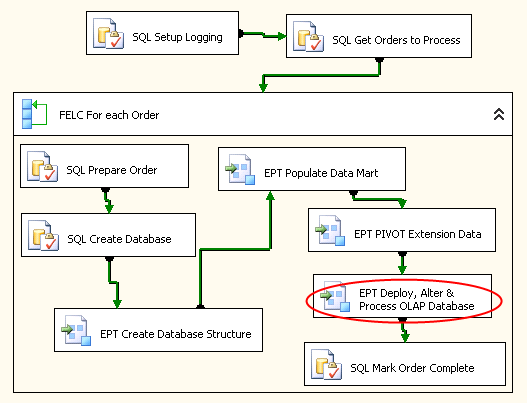 SQL Setup Logging
SQL Get Orders to Process
FELC For each Order
SQL Prepare Order
SQL Create Database
EPT Create Database Structure
EPT Populate Data Mart
EPT PIVOT Extension Data
EPT Deploy, Alter &
Process OLAP Database
SQL Mark Order Complete